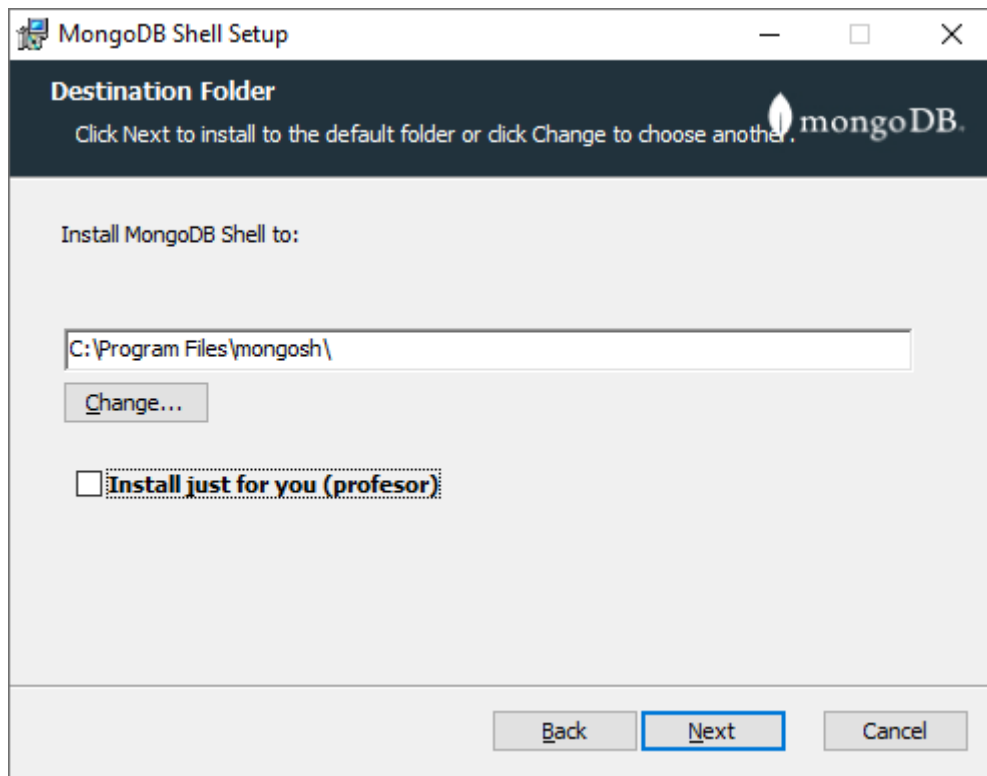 MongoDB Shell Setup
Destination Folder
Click Next to install to the default folder or click Change to choose another.
mongoDB.
Install MongoDB Shell to:
C:\Program Files\mongosh\
Change...
Install just for you (profesor)
Back
Next
Cancel